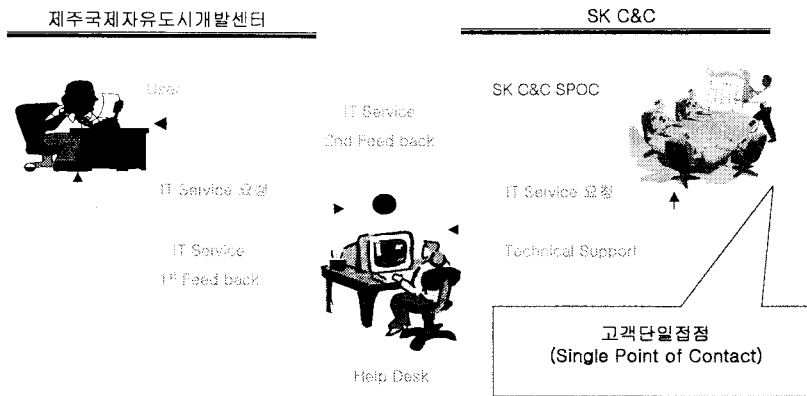 제주국제자유도시개발센터
SK C&C
User
SK C&C SPOC
IT Service
2nd Feed back
IT Service 요청
IT Service 요청
IT Service
1st Feed back
Technical Support
고객단일접점
(Single Point of Contact)
Help Desk